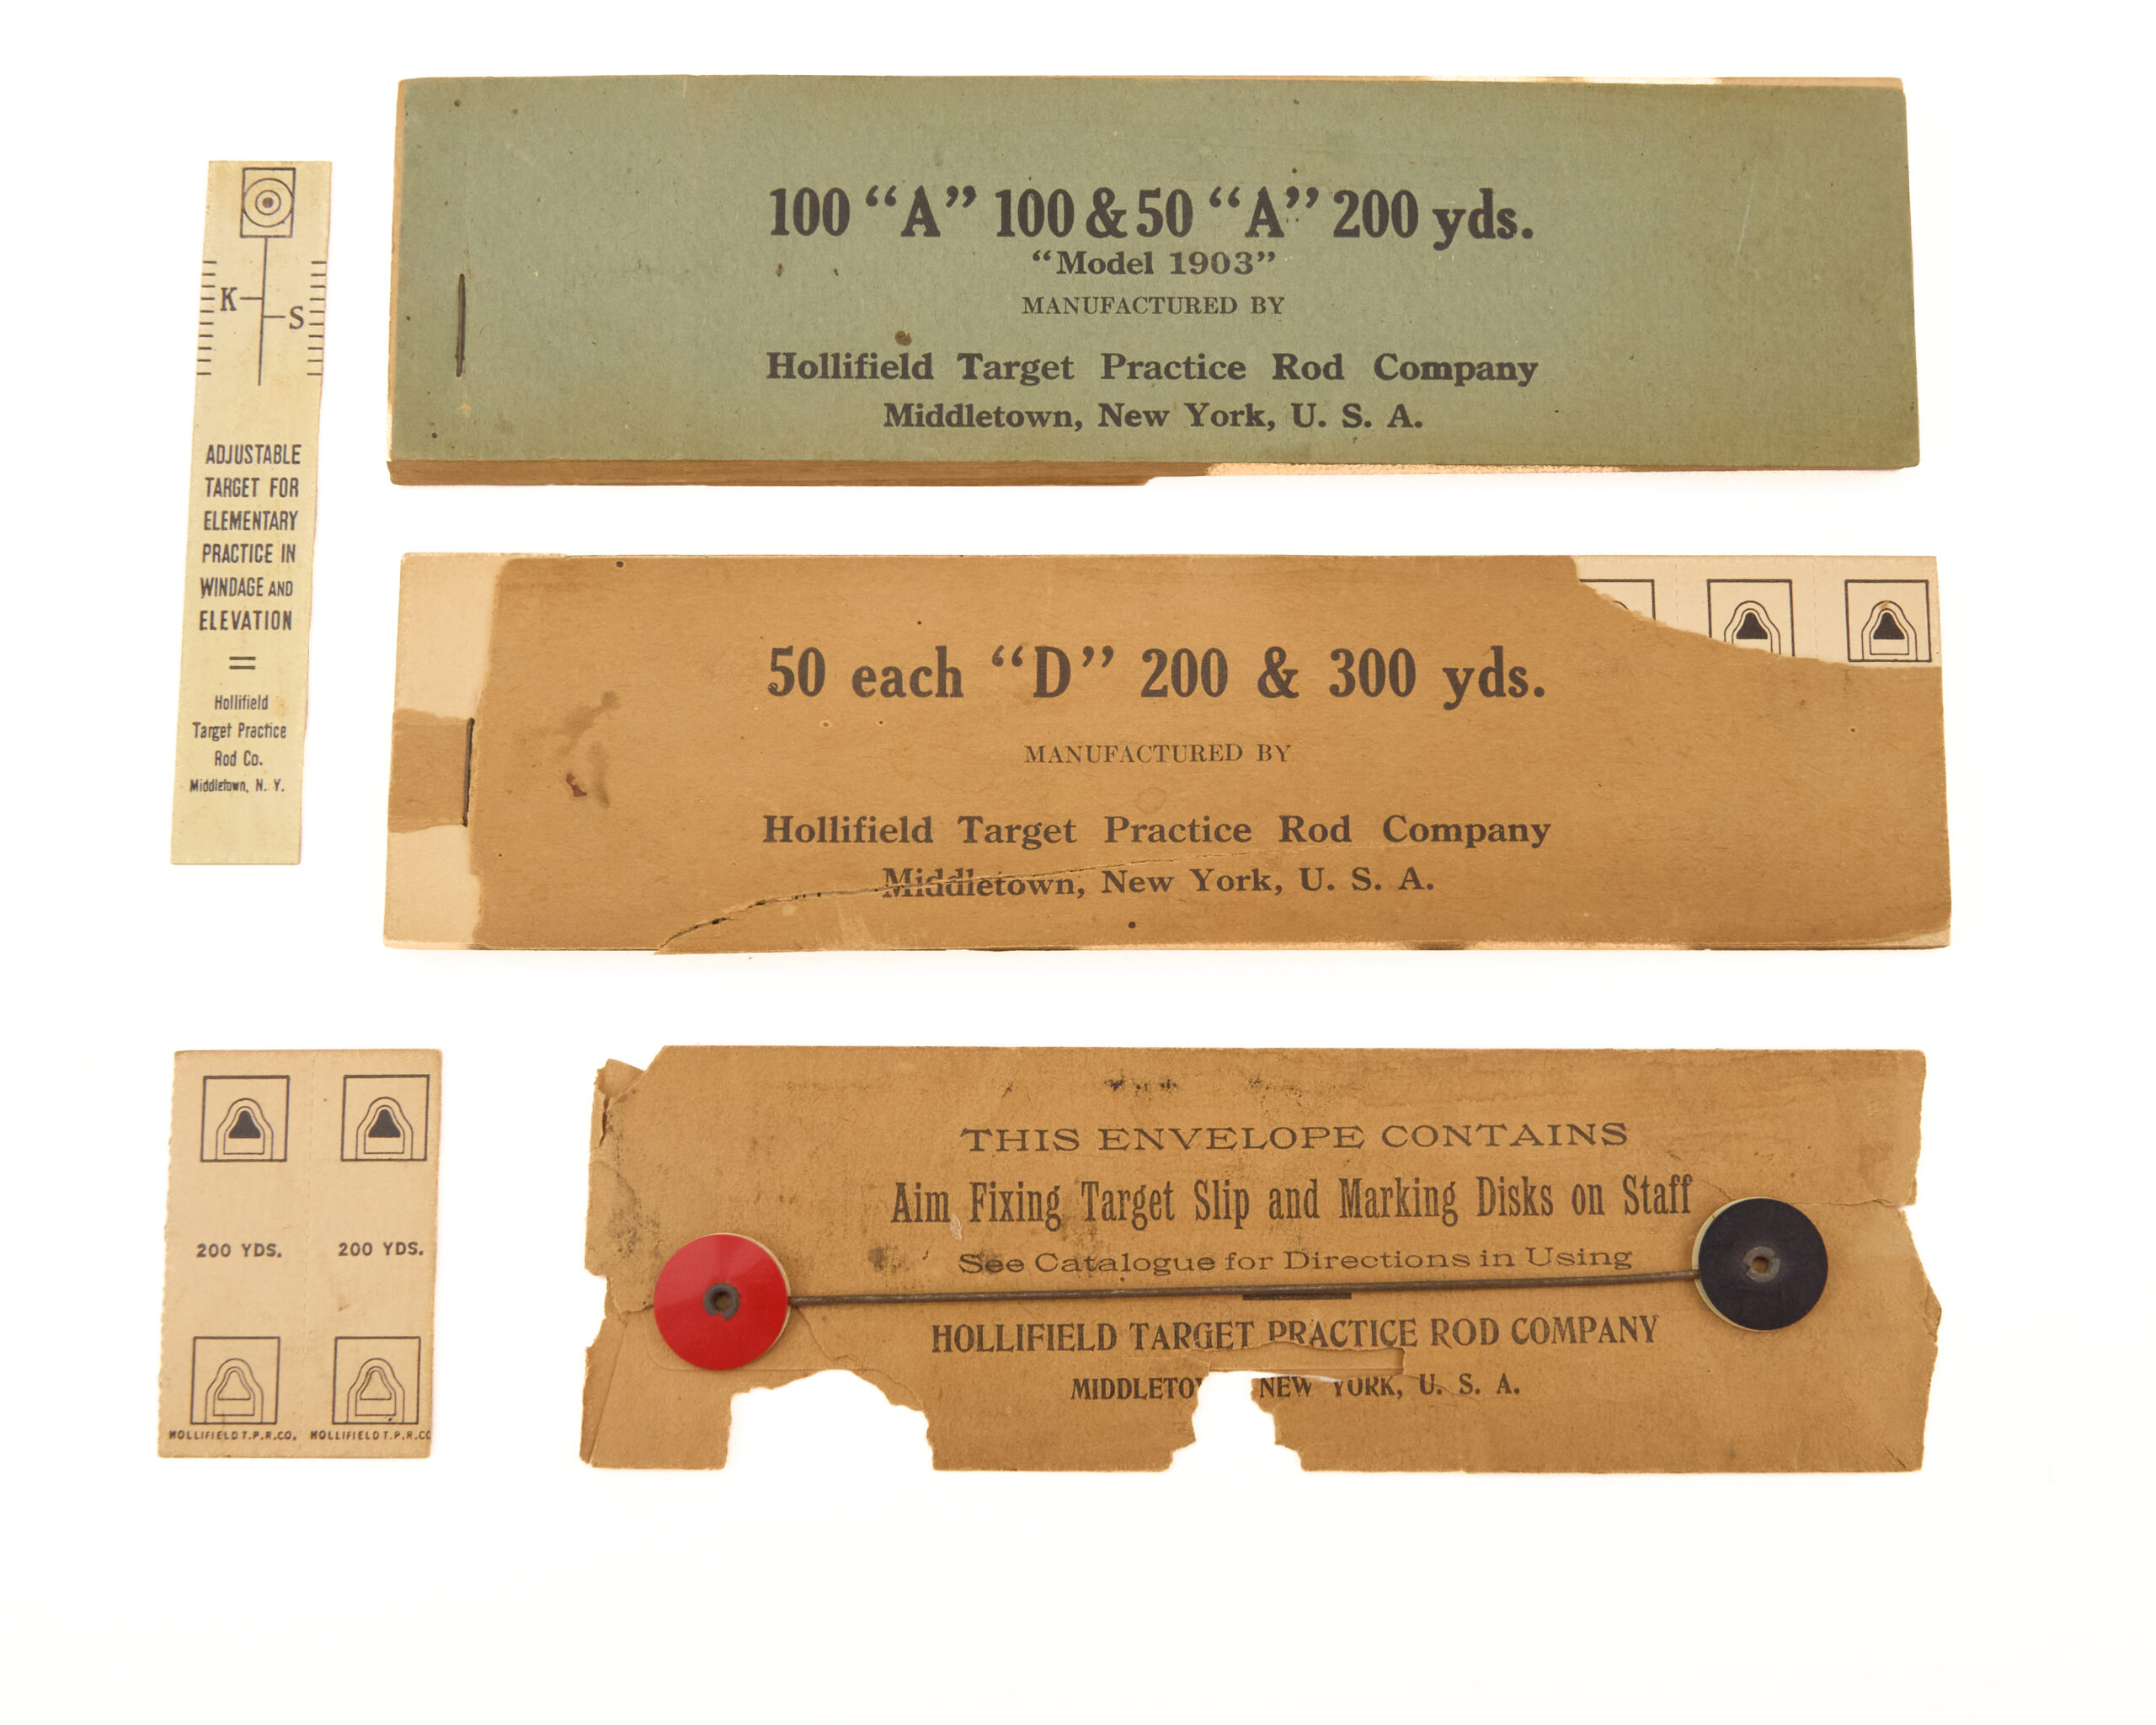 100 “A” 100 & 50 “A” 200 yds.
“Model 1903”
MANUFACTURED BY
Hollifield Target Practice Rod Company
Middletown, New York, U. S. A.
K
S
ADJUSTABLE
TARGET FOR
ELEMENTARY
PRACTICE IN
WINDAGE AND
ELEVATION
Hollifield
Target Practice
Rod Co.
Middletown, N. Y.
50 each “D” 200 & 300 yds.
MANUFACTURED BY
Hollifield Target Practice Rod Company
Middletown, New York, U. S. A.
200 YDS. 200 YDS.
HOLLIFIELD T.P.R.CO. HOLLIFIELD T.P.R.CO
THIS ENVELOPE CONTAINS
Aim Fixing Target Slip and Marking Disks on Staff
See Catalogue for Directions in Using
HOLLIFIELD TARGET PRACTICE ROD COMPANY
MIDDLETO NEW YORK, U. S. A.